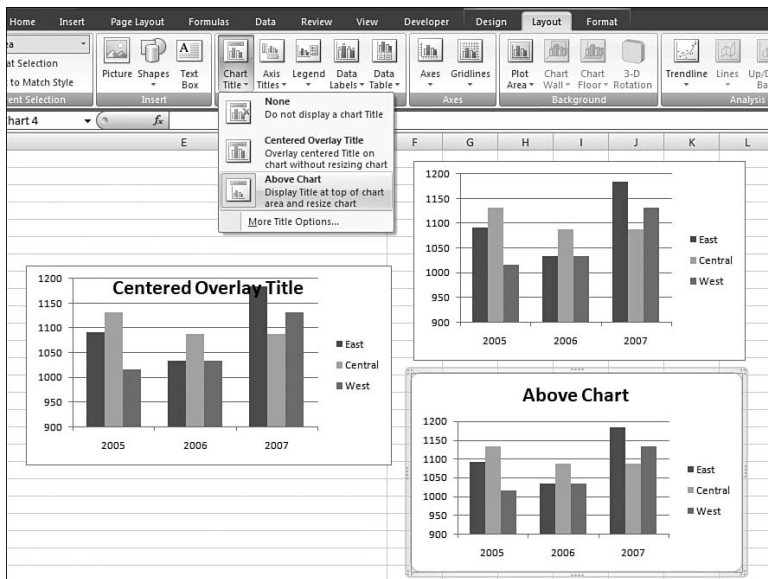 Home Insert Page Layout Formulas Data Review View Developer Design Layout Format
at Selection
to Match Style
Selection
Picture Shapes Text Box
Insert
Chart Title Axis Titles Legend Data Labels Data Table
Axes Gridlines
Axes
Plot Area Chart Wall Chart Floor 3-D Rotation
Background
Trendline Lines
Analysis
4 fx
None
Do not display a chart Title
Centered Overlay Title
Overlay centered Title on
chart without resizing chart
Above Chart
Display Title at top of chart
area and resize chart
More Title Options...
E F G H I J K L
1200
1150
1100
1050
1000
950
900
2005 2006 2007
East
Central
West
Centered Overlay Title
1200
1150
1100
1050
1000
950
900
2005 2006 2007
East
Central
West
Above Chart
1200
1150
1100
1050
1000
950
900
2005 2006 2007
East
Central
West